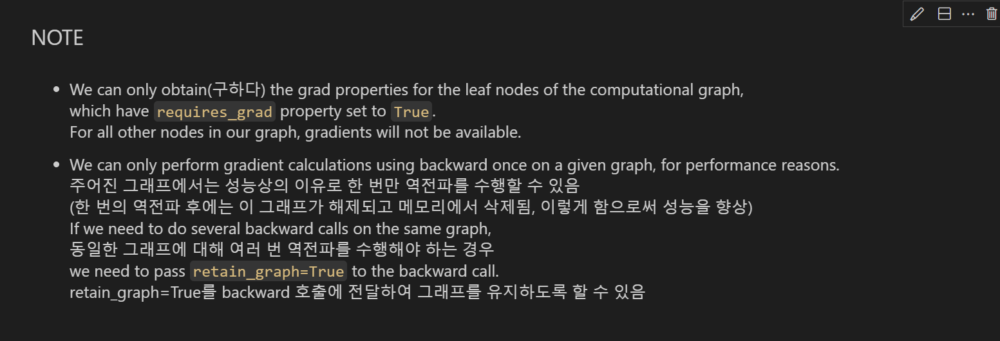 NOTE
We can only obtain(구하다) the grad properties for the leaf nodes of the computational graph,
which have requires_grad property set to True.
For all other nodes in our graph, gradients will not be available.
We can only perform gradient calculations using backward once on a given graph, for performance reasons.
주어진 그래프에서는 성능상의 이유로 한 번만 역전파를 수행할 수 있음
(한 번의 역전파 후에는 이 그래프가 해제되고 메모리에서 삭제됨, 이렇게 함으로써 성능을 향상)
If we need to do several backward calls on the same graph,
동일한 그래프에 대해 여러 번 역전파를 수행해야 하는 경우
we need to pass retain_graph=True to the backward call.
retain_graph=True를 backward 호출에 전달하여 그래프를 유지하도록 할 수 있음